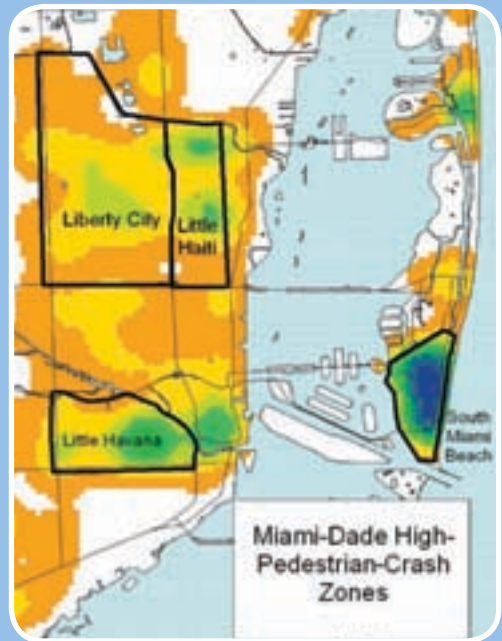 Liberty City
Little
Haiti
Little Havana
South
Miami
Beach
Miami-Dade High-
Pedestrian-Crash
Zones